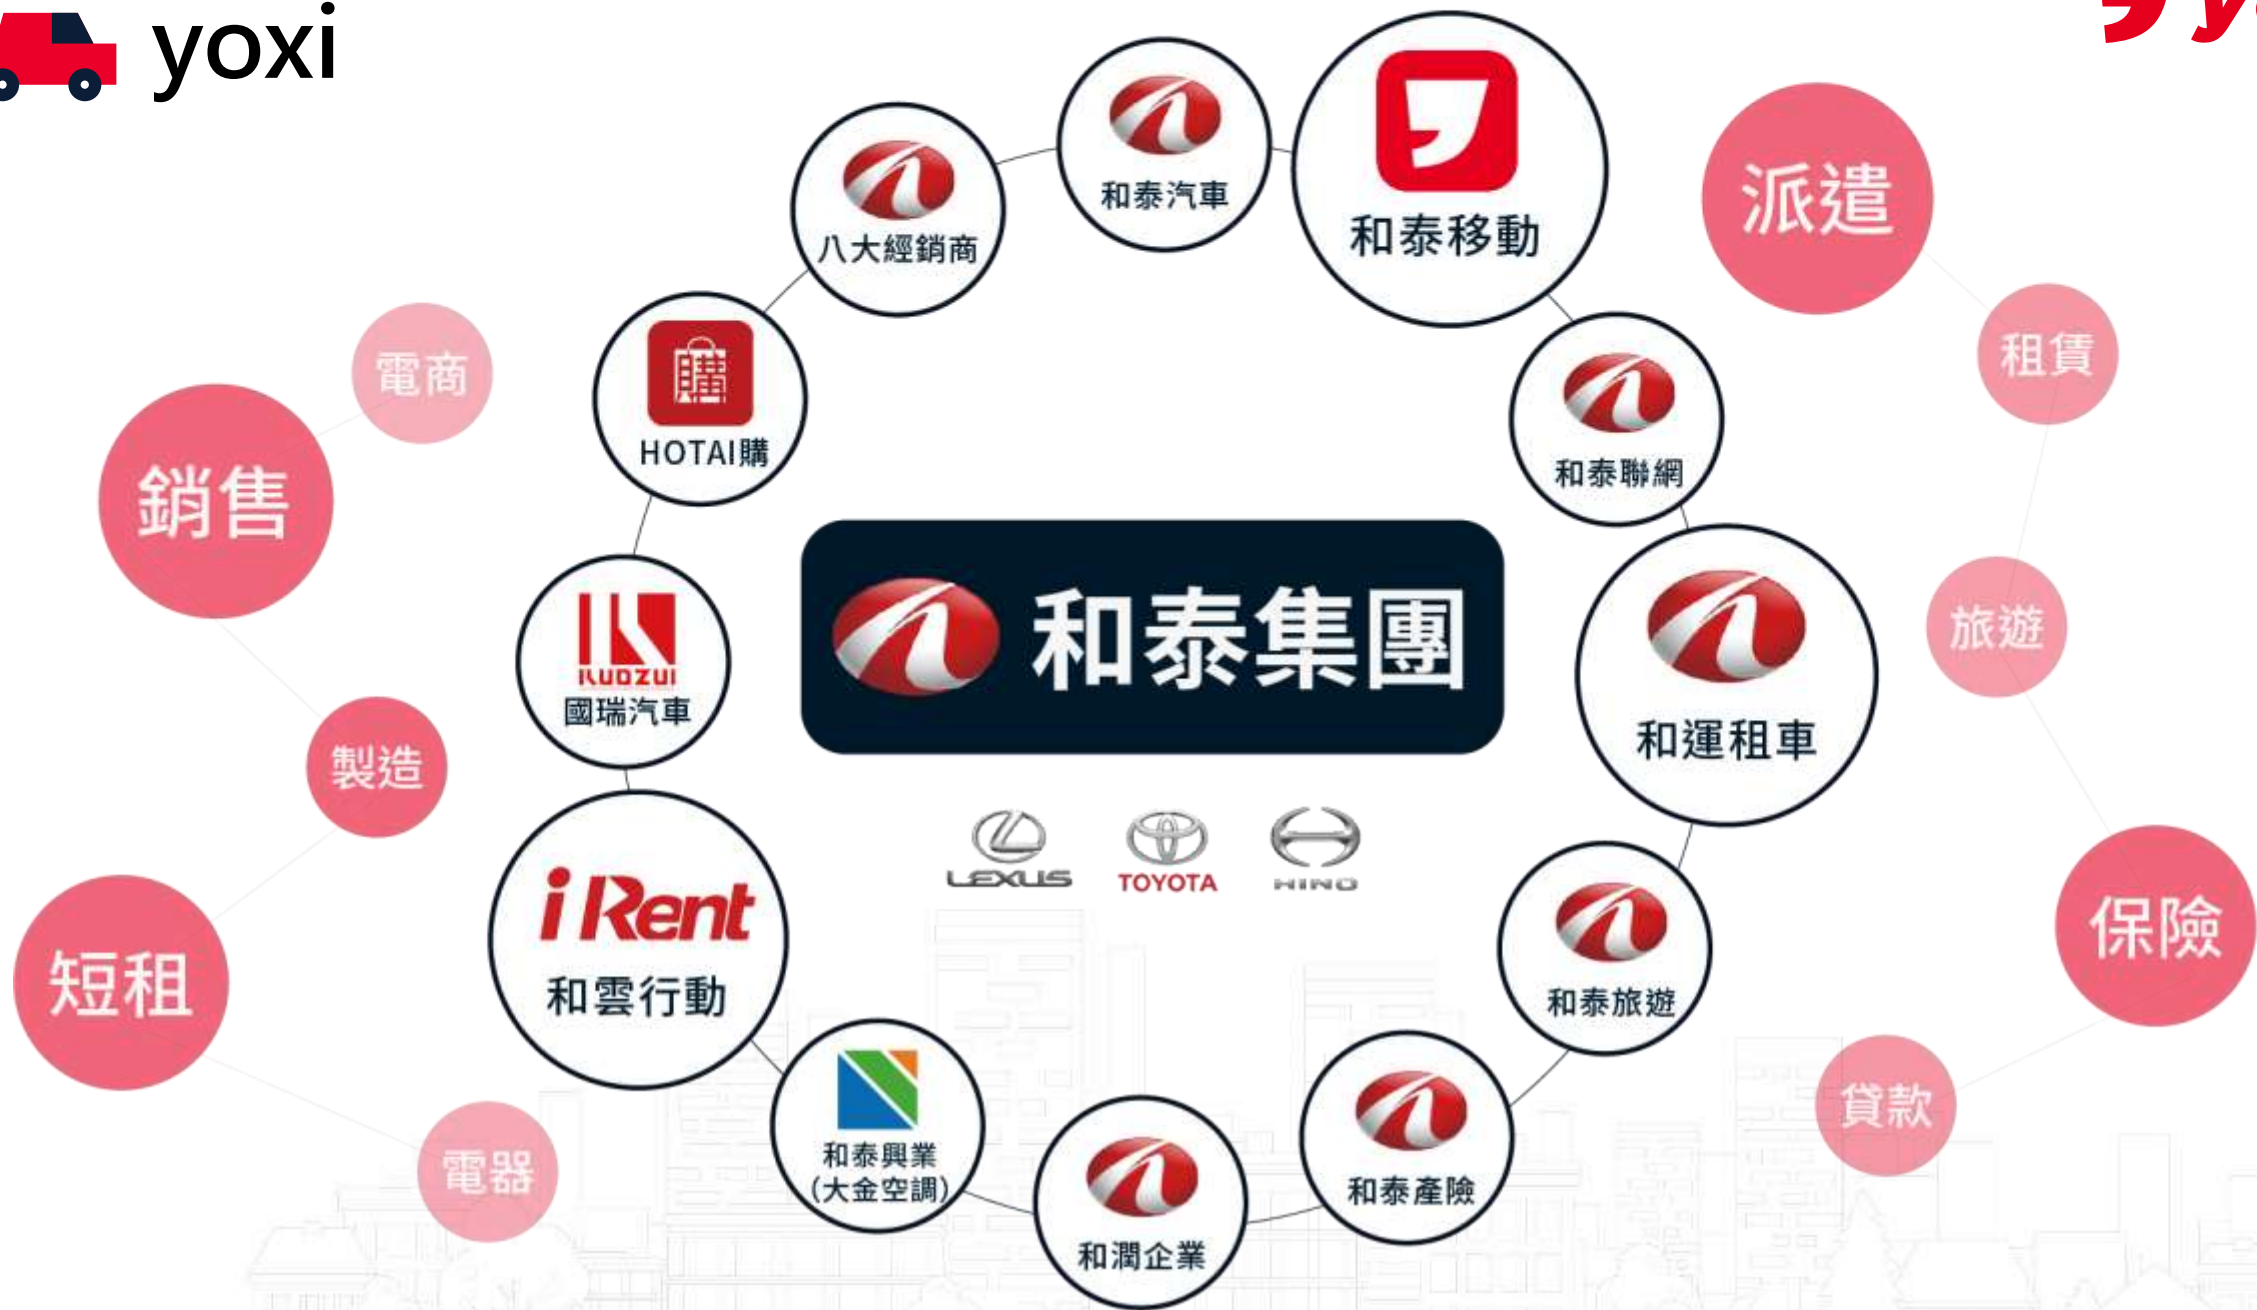 yoxi
和泰汽車
和泰移動
八大經銷商
派遣
電商
租賃
購
HOTAI購
和泰聯網
銷售
和泰集團
KUOZUI
國瑞汽車
旅遊
和運租車
製造
LEXUS
TOYOTA
HINO
iRent
和雲行動
保險
短租
和泰旅遊
貸款
和泰興業
(大金空調)
電器
和泰產險
和潤企業